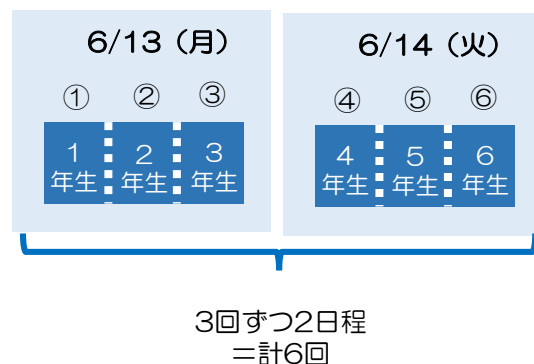 6/13(月)
① ② ③
1年生 2年生 3年生
6/14(火)
④ ⑤ ⑥
4年生 5年生 6年生
3回ずつ2日程
＝計6回